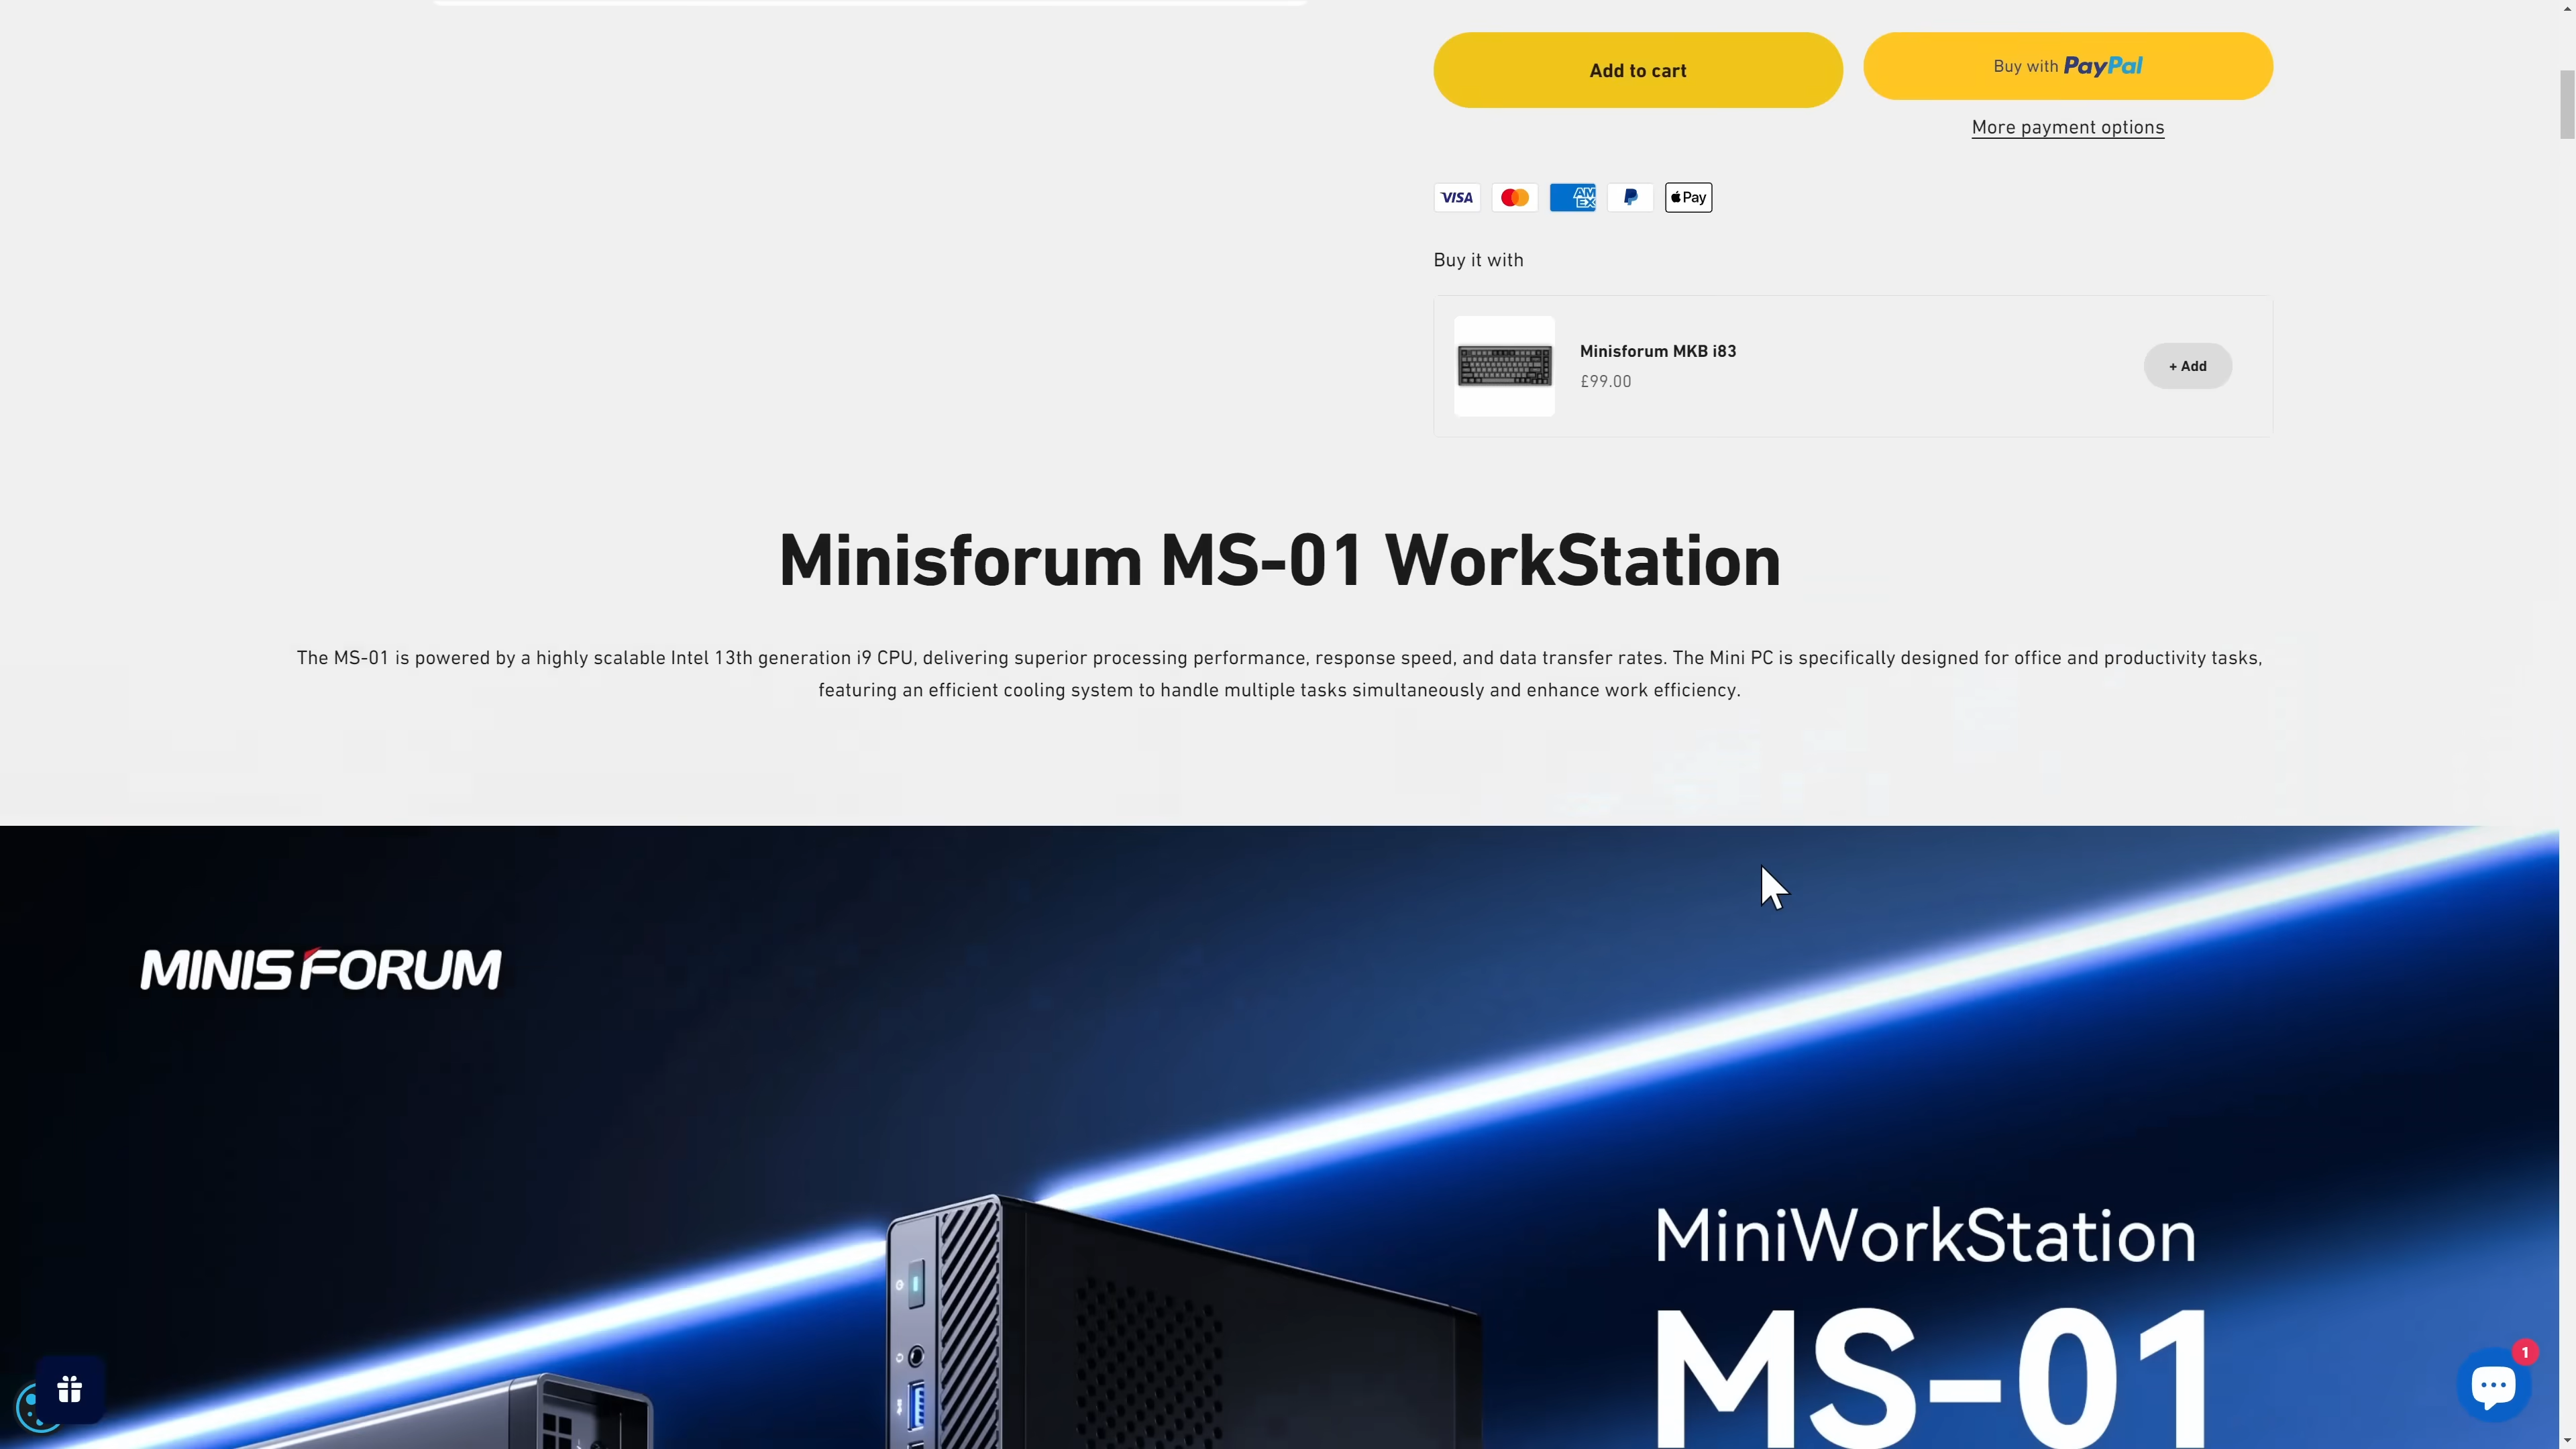 Add to cart
Buy with PayPal
More payment options
VISA
AM
EX
Pay
Buy it with
Minisforum MKB i83
£99.00
+ Add
Minisforum MS-01 WorkStation
The MS-01 is powered by a highly scalable Intel 13th generation i9 CPU, delivering superior processing performance, response speed, and data transfer rates. The Mini PC is specifically designed for office and productivity tasks,
featuring an efficient cooling system to handle multiple tasks simultaneously and enhance work efficiency.
MINISFORUM
MiniWorkStation
MS-01
1